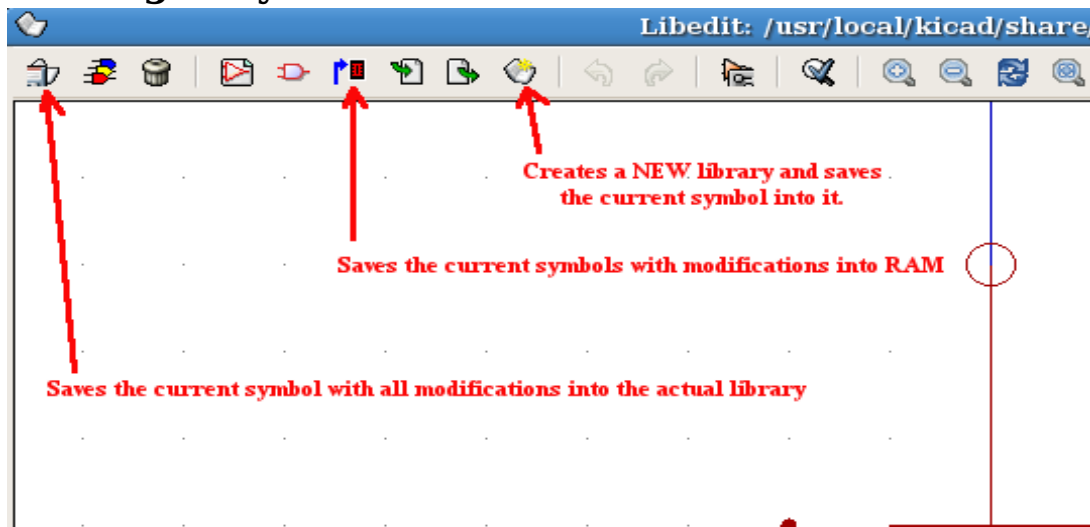 Libedit: /usr/local/kicad/share/
Creates a NEW library and saves
the current symbol into it.
Saves the current symbols with modifications into RAM
Saves the current symbol with all modifications into the actual library